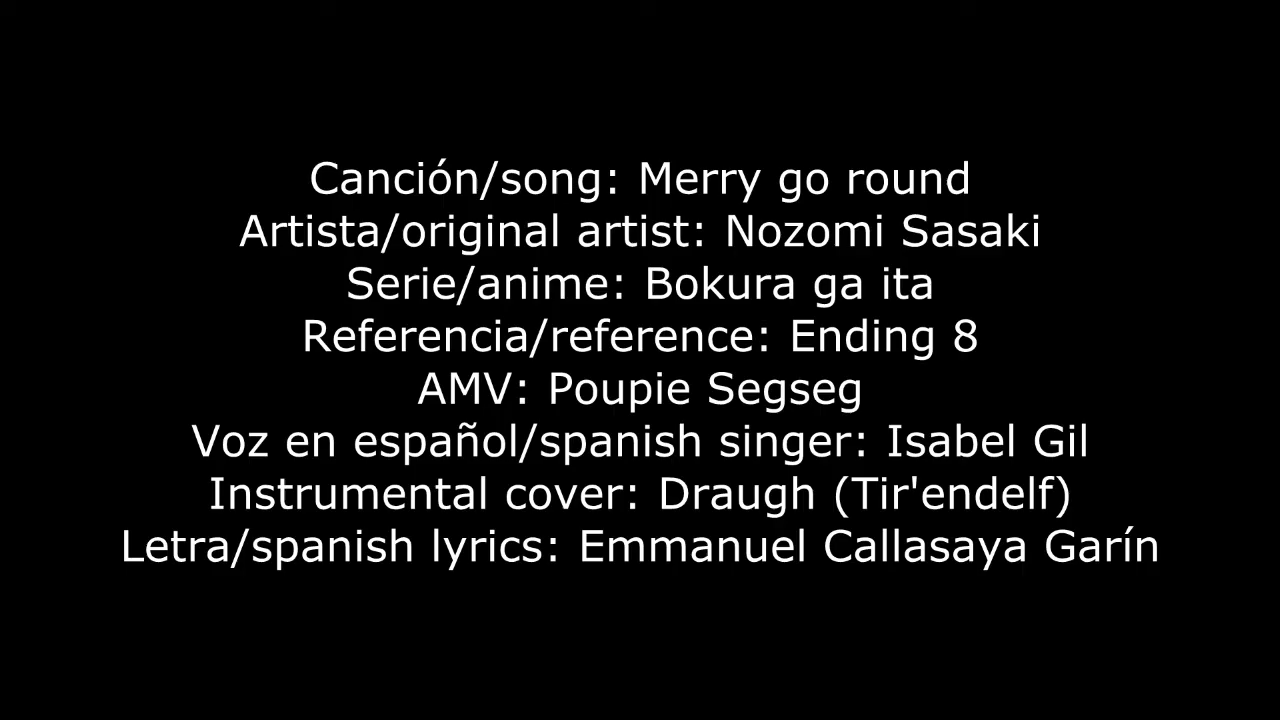 Canción/song: Merry go round
Artista/original artist: Nozomi Sasaki
Serie/anime: Bokura ga ita
Referencia/reference: Ending 8
AMV: Poupie Segseg
Voz en español/spanish singer: Isabel Gil
Instrumental cover: Draugh (Tir'endelf)
Letra/spanish lyrics: Emmanuel Callasaya Garín